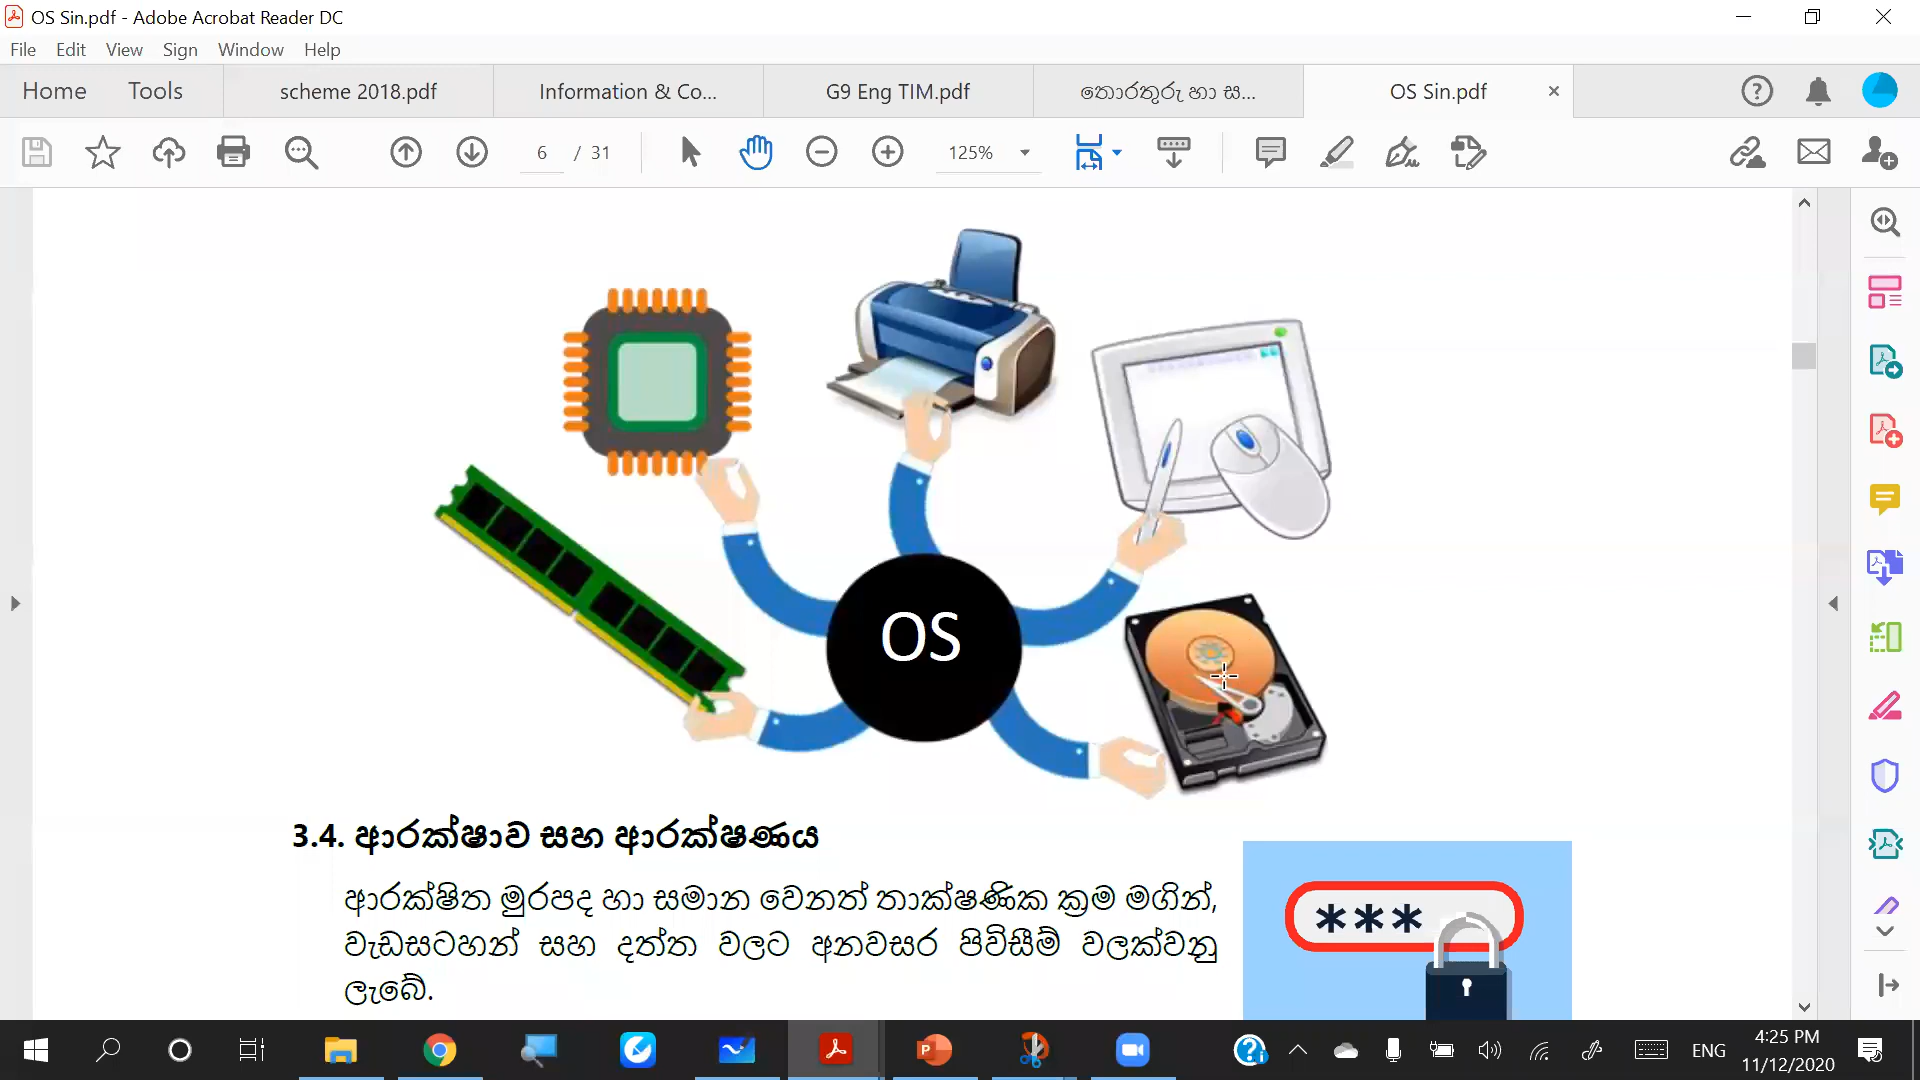 OS Sin.pdf - Adobe Acrobat Reader DC
File Edit View Sign Window Help
Home Tools scheme 2018.pdf Information & Co... G9 Eng TIM.pdf තොරතුරු හා ස... OS Sin.pdf
6 / 31 125%
OS
3.4. ආරක්ෂාව සහ ආරක්ෂණය
ආරක්ෂිත මුරපද හා සමාන වෙනත් තාක්ෂණික ක්‍රම මගින්,
වැඩසටහන් සහ දත්ත වලට අනවසර පිවිසීම් වලක්වනු
ලැබේ.
***
ENG
4:25 PM
11/12/2020